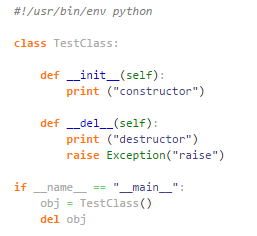 #!/usr/bin/env python
class TestClass:
    def __init__(self):
        print ("constructor")
    def __del__(self):
        print ("destructor")
        raise Exception("raise")
if __name__ == "__main__":
    obj = TestClass()
    del obj